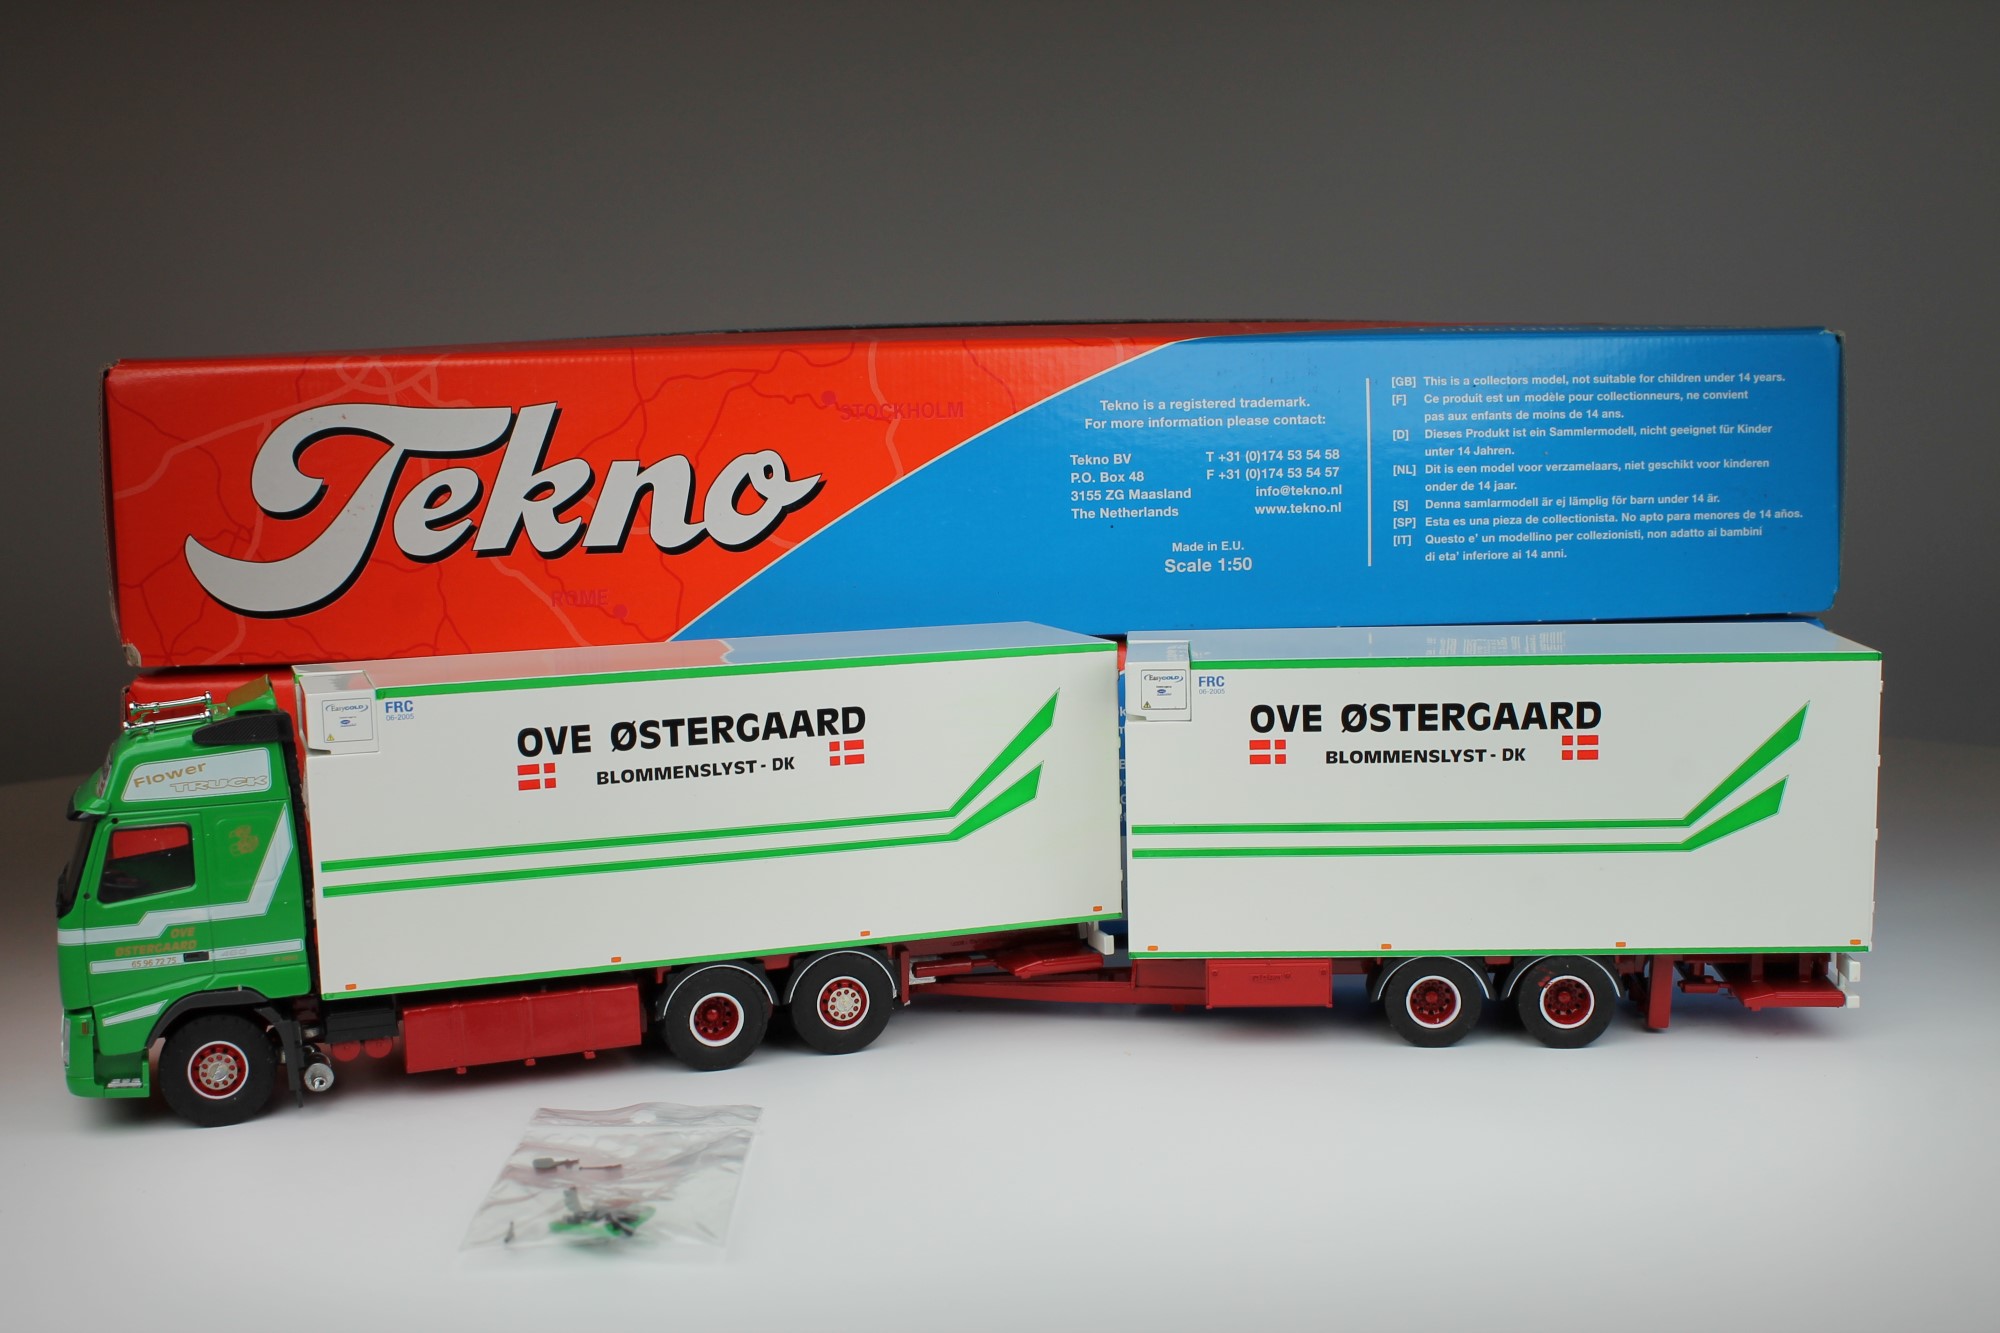 Tekno
STOCKHOLM
ROME
Tekno is a registered trademark.
For more information please contact:
Tekno BV
P.O. Box 48
3155 ZG Maasland
The Netherlands
T +31 (0)174 53 54 58
F +31 (0)174 53 54 57
info@tekno.nl
www.tekno.nl
Made in E.U.
Scale 1:50
[GB] This is a collectors model, not suitable for children under 14 years.
[F] Ce produit est un modèle pour collectionneurs, ne convient
pas aux enfants de moins de 14 ans.
[D] Dieses Produkt ist ein Sammlermodell, nicht geeignet für Kinder
unter 14 Jahren.
[NL] Dit is een model voor verzamelaars, niet geschikt voor kinderen
onder de 14 jaar.
[S] Denna samlarmodell är ej lämplig för barn under 14 är.
[SP] Esta es una pieza de collectionista. No apto para menores de 14 años.
[IT] Questo e' un modellino per collezionisti, non adatto ai bambini
di eta' inferiore ai 14 anni.
EasyCOLD
FRC
06-2005
OVE ØSTERGAARD
BLOMMENSLYST - DK
EasyCOLD
FRC
06-2005
OVE ØSTERGAARD
BLOMMENSLYST - DK
Flower
TRUCK
OVE
ØSTERGAARD
65 96 72 75